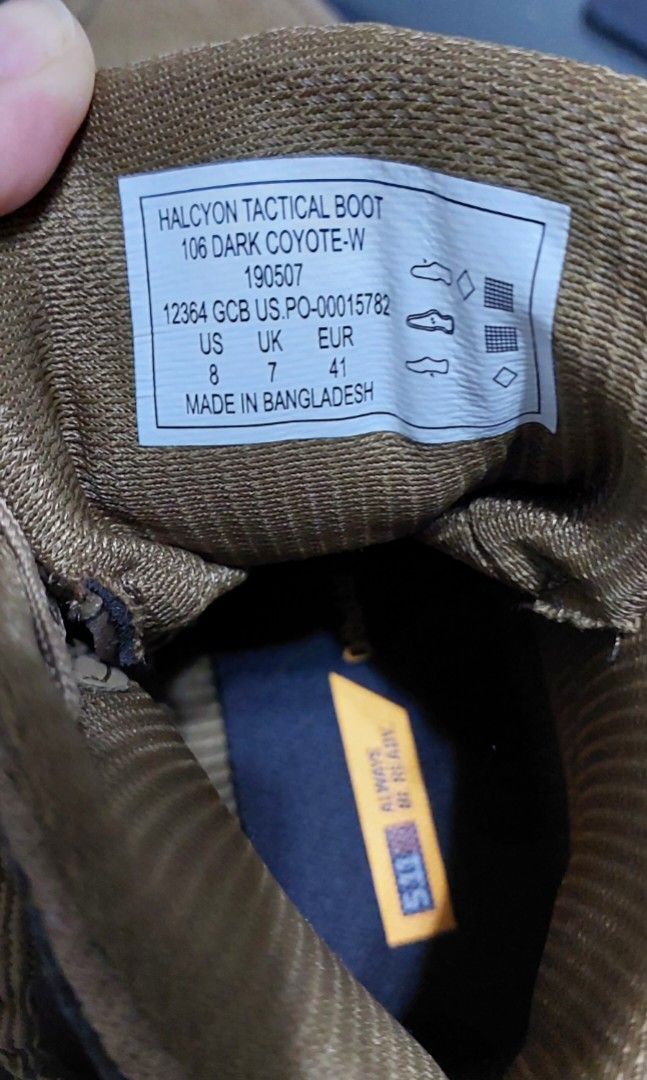 HALCYON TACTICAL BOOT
106 DARK COYOTE-W
190507
12364 GCB US.PO-00015782
US UK EUR
8 7 41
MADE IN BANGLADESH
ALWAYS
BE READY
5.11